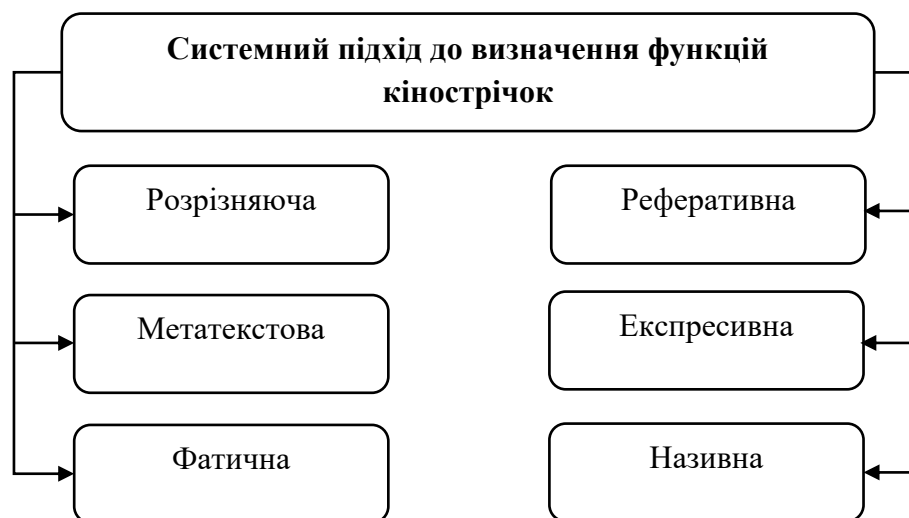 Системний підхід до визначення функцій
кінострічок
Розрізняюча
Реферативна
Метатекстова
Експресивна
Фатична
Називна